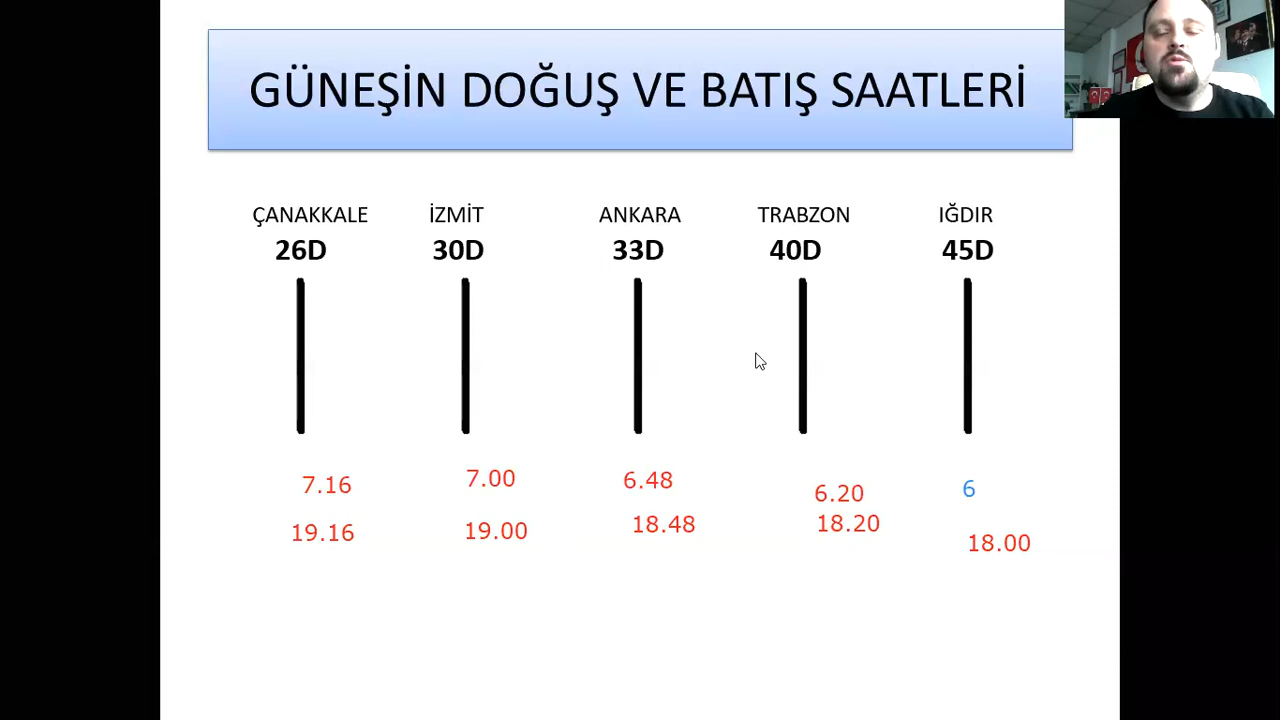 GÜNEŞİN DOĞUŞ VE BATIŞ SAATLERİ
ÇANAKKALE İZMİT ANKARA TRABZON IĞDIR
26D 30D 33D 40D 45D
7.16 7.00 6.48 6.20 6
19.16 19.00 18.48 18.20 18.00